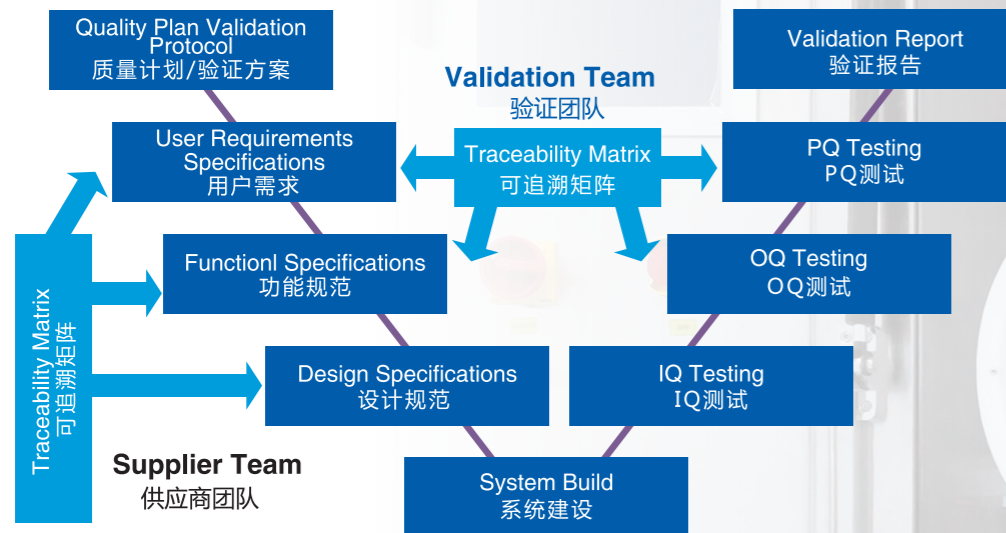 Quality Plan Validation
Protocol
质量计划/验证方案
Validation Report
验证报告
Validation Team
验证团队
User Requirements
Specifications
用户需求
Traceability Matrix
可追溯矩阵
PQ Testing
PQ测试
Functionl Specifications
功能规范
OQ Testing
OQ测试
Traceability Matrix
可追溯矩阵
Design Specifications
设计规范
IQ Testing
IQ测试
Supplier Team
供应商团队
System Build
系统建设